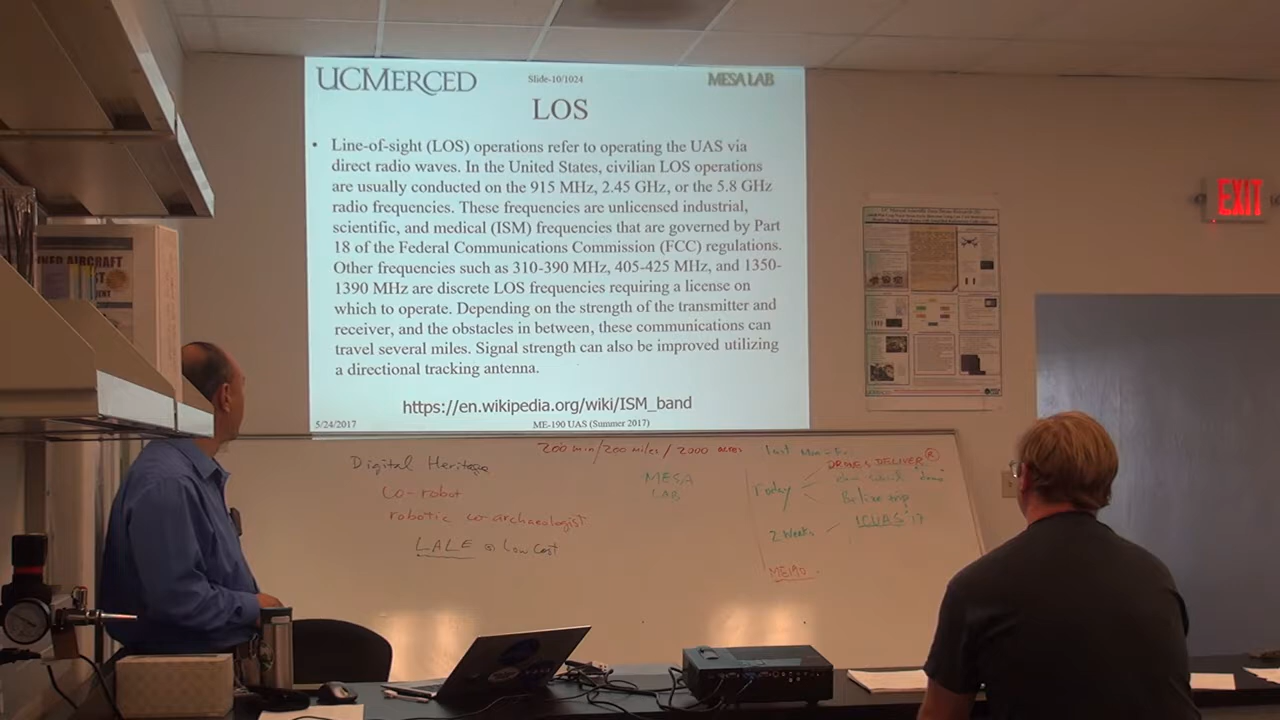 UCMERCED
Slide-10/1024
MESA LAB
LOS
• Line-of-sight (LOS) operations refer to operating the UAS via
direct radio waves. In the United States, civilian LOS operations
are usually conducted on the 915 MHz, 2.45 GHz, or the 5.8 GHz
radio frequencies. These frequencies are unlicensed industrial,
scientific, and medical (ISM) frequencies that are governed by Part
18 of the Federal Communications Commission (FCC) regulations.
Other frequencies such as 310-390 MHz, 405-425 MHz, and 1350-
1390 MHz are discrete LOS frequencies requiring a license on
which to operate. Depending on the strength of the transmitter and
receiver, and the obstacles in between, these communications can
travel several miles. Signal strength can also be improved utilizing
a directional tracking antenna.
https://en.wikipedia.org/wiki/ISM_band
5/24/2017
ME-190 UAS (Summer 2017)
EXIT
AIRCRAFT
200 min/200 miles/2000 acres
Digital Heritage
Co-robot
robotic co-archaeologist
LALE Low Cost
MESA
LAB
last Mon-Fri
DRONES DELIVER ®
Today
Belize trip
2 Weeks
ICUAS '17
ME190